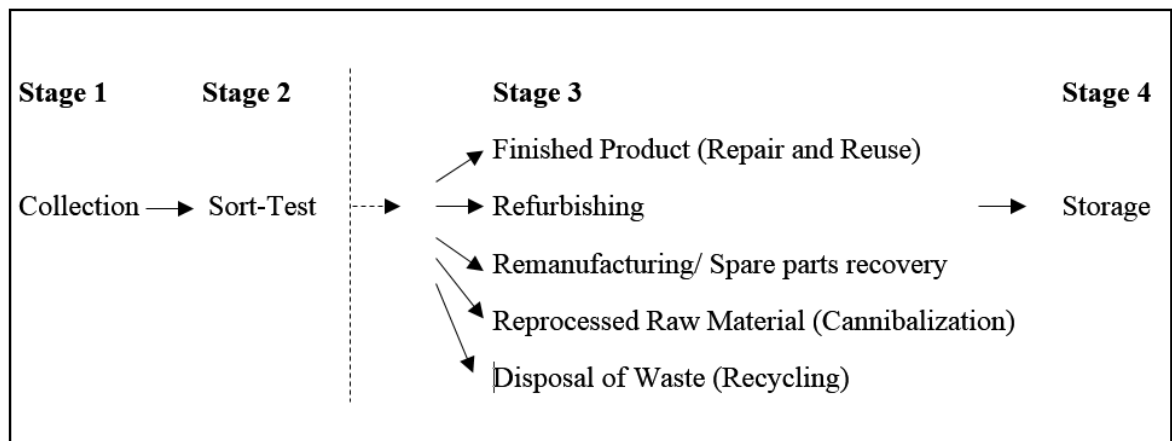 Stage 1 Stage 2 Stage 3 Stage 4
Finished Product (Repair and Reuse)
Collection Sort-Test Refurbishing Storage
Remanufacturing/ Spare parts recovery
Reprocessed Raw Material (Cannibalization)
Disposal of Waste (Recycling)